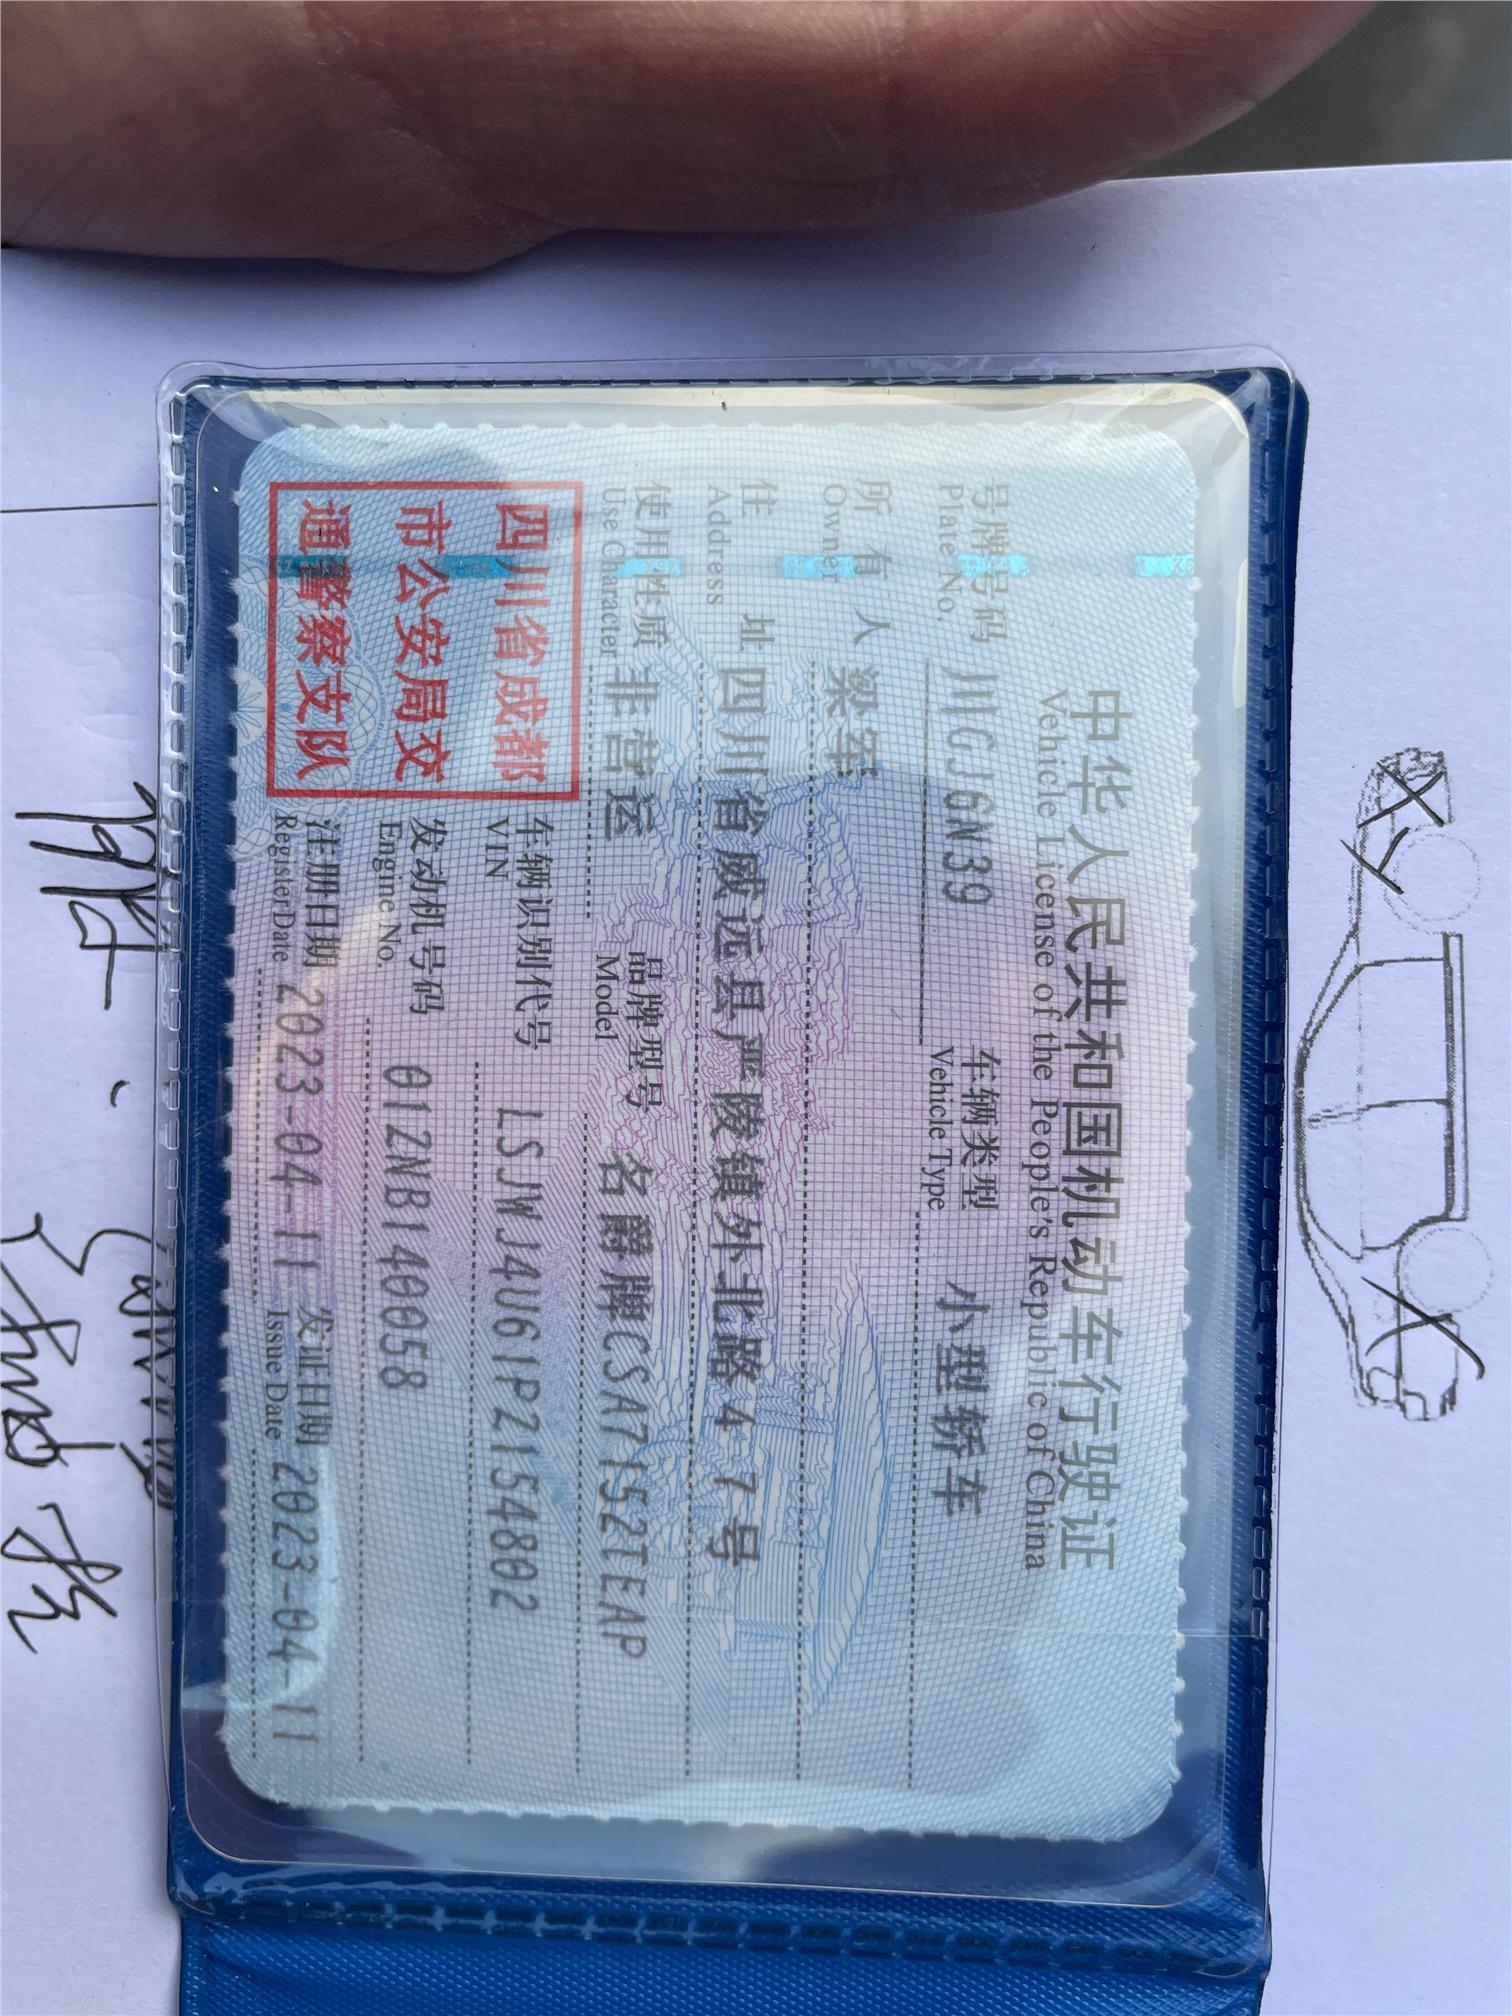 中华人民共和国机动车行驶证
Vehicle License of the People's Republic of China
号牌号码 川GJ6N39 车辆类型 小型轿车
Plate No. Vehicle Type
所有人 梁军
Owner
住址 四川省威远县严陵镇外北路47号
Address
使用性质 非营运 品牌型号 名爵牌CSA7152TEAP
Use Character Model
四川省成都
市公安局交
通警察支队
车辆识别代号 LSJWJ4U61P2154802
VIN
发动机号码 012NB140058
Engine No.
注册日期 2023-04-11 发证日期 2023-04-11
Register Date Issue Date